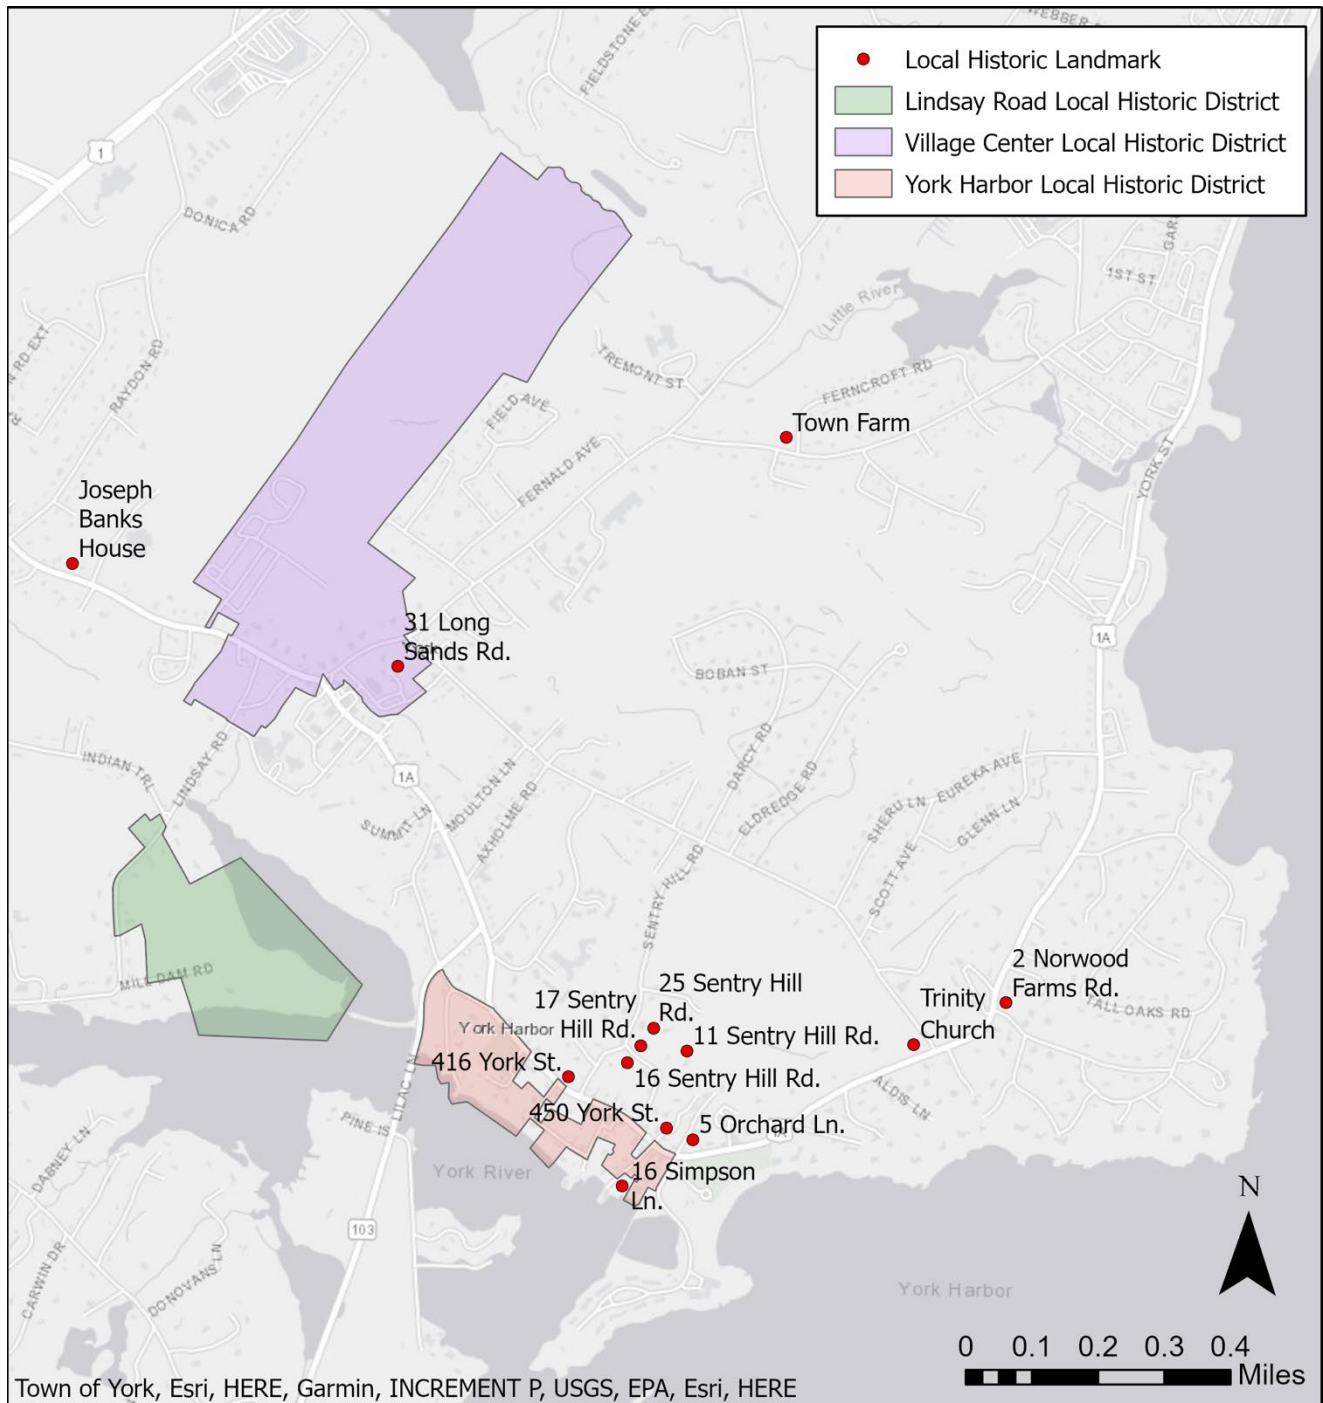 WEBBER
FIELDSTONE
Local Historic Landmark
Lindsay Road Local Historic District
Village Center Local Historic District
York Harbor Local Historic District
1
DONICA RD
GAR
1ST ST
Little River
N RD EXT
RAYDON RD
TREMONT ST
FERNCROFT RD
FIELD AVE
Town Farm
FERNALD AVE
YORK ST
Joseph
Banks
House
31 Long
Sands Rd.
York
1A
BOBAN ST
INDIAN TRL
LINDSAY RD
1A
DARCY RD
MOULTON LN
SUMMIT LN
AXHOLME RD
ELDREDGE RD
SHERU LN
EUREKA AVE
GLENN LN
SCOTT AVE
SENTRY HILL RD
MILL DAM RD
2 Norwood
Farms Rd.
TALL OAKS RD
Trinity
Church
25 Sentry Hill
Rd.
17 Sentry
Hill Rd.
11 Sentry Hill Rd.
York Harbor
416 York St.
16 Sentry Hill Rd.
ALDIS LN
450 York St.
5 Orchard Ln.
1A
PINE IS
LILAC LN
DABNEY LN
York River
16 Simpson
Ln.
103
CARWIN DR
DONOVANS LN
York Harbor
N
0 0.1 0.2 0.3 0.4
Miles
Town of York, Esri, HERE, Garmin, INCREMENT P, USGS, EPA, Esri, HERE